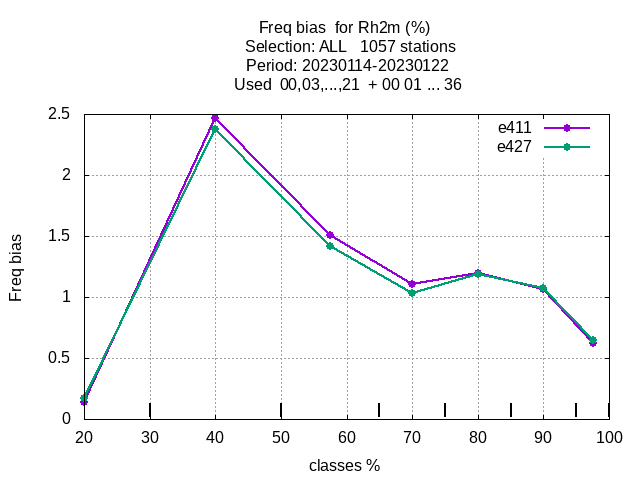 Freq bias  for Rh2m (%)
Selection: ALL   1057 stations
Period: 20230114-20230122
Used  00,03,...,21  + 00 01 ... 36
e411
e427
2.5
2
1.5
1
0.5
0
Freq bias
20 30 40 50 60 70 80 90 100
classes %